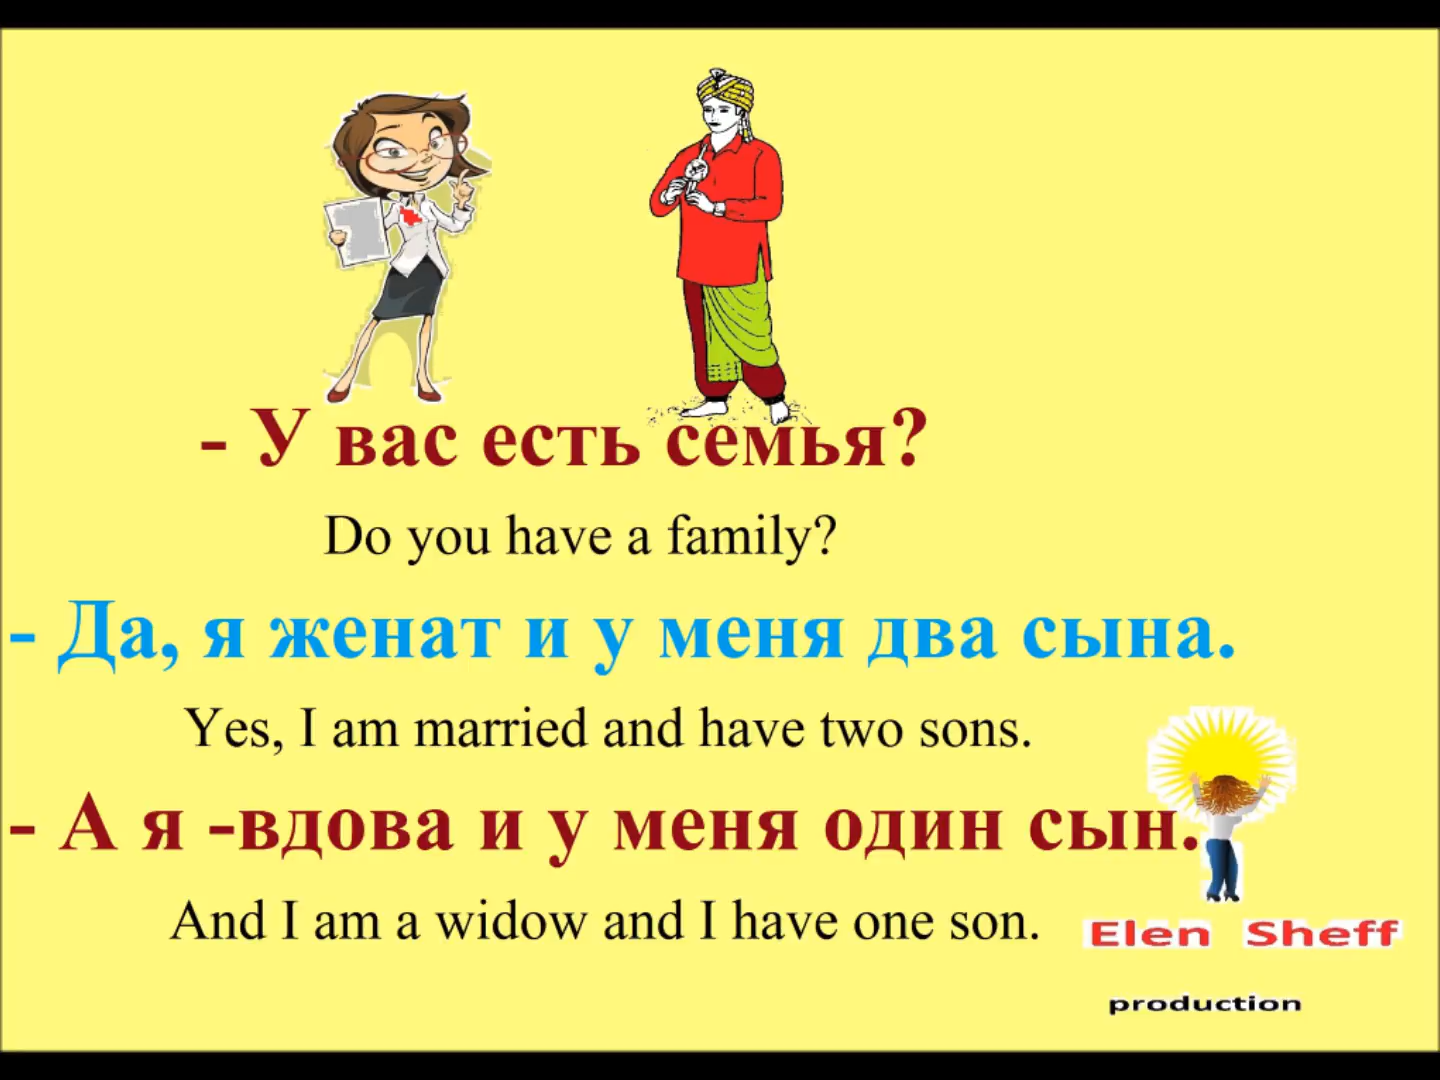 - У вас есть семья?
Do you have a family?
- Да, я женат и у меня два сына.
Yes, I am married and have two sons.
- А я -вдова и у меня один сын.
And I am a widow and I have one son.
Elen Sheff
production